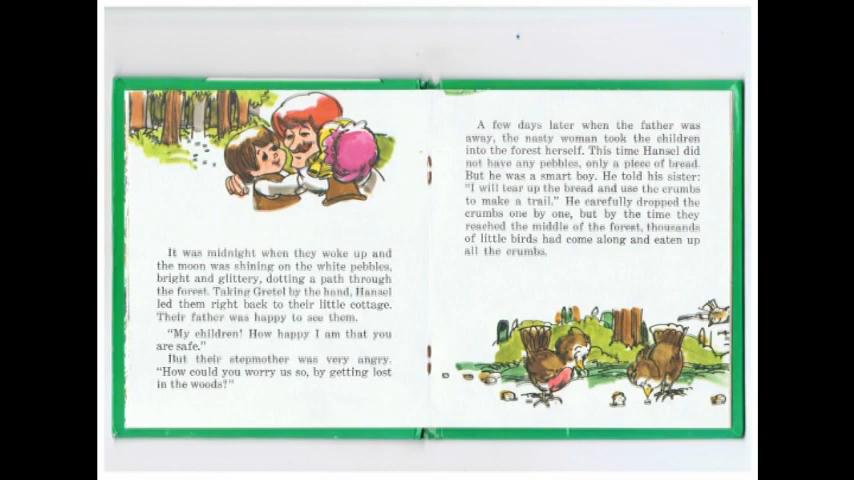 It was midnight when they woke up and
the moon was shining on the white pebbles,
bright and glittery, dotting a path through
the forest. Taking Gretel by the hand, Hansel
led them right back to their little cottage.
Their father was happy to see them.
"My children! How happy I am that you
are safe."
But their stepmother was very angry.
"How could you worry us so, by getting lost
in the woods?"
A few days later when the father was
away, the nasty woman took the children
into the forest herself. This time Hansel did
not have any pebbles, only a piece of bread.
But he was a smart boy. He told his sister:
"I will tear up the bread and use the crumbs
to make a trail." He carefully dropped the
crumbs one by one, but by the time they
reached the middle of the forest, thousands
of little birds had come along and eaten up
all the crumbs.